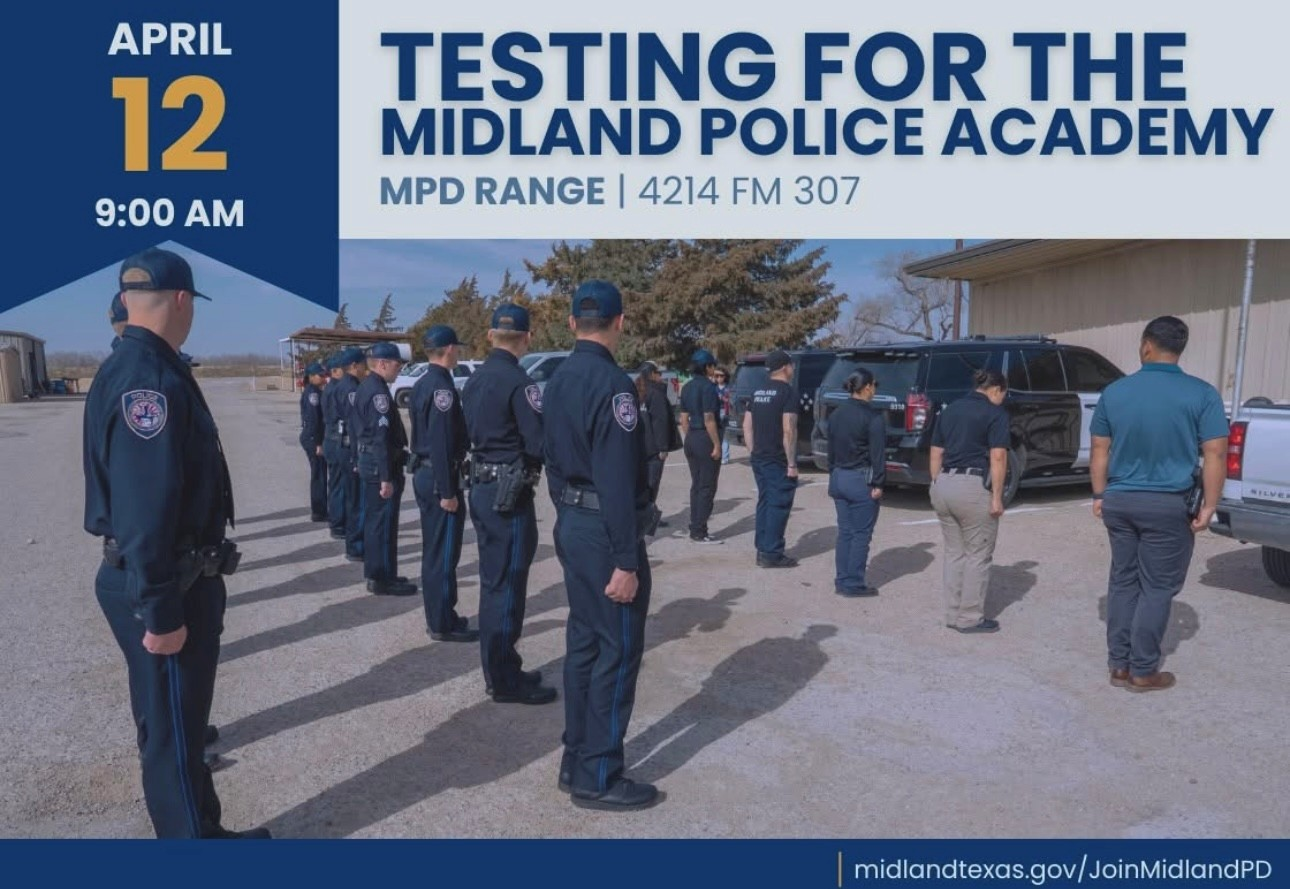 APRIL
12
9:00 AM
TESTING FOR THE
MIDLAND POLICE ACADEMY
MPD RANGE | 4214 FM 307
POLICE
midlandtexas.gov/JoinMidlandPD